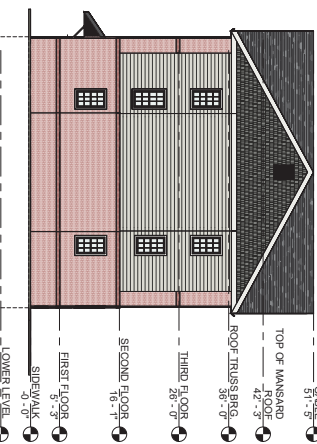 51'- 5"
TOP OF MANSARD
ROOF
42' - 3"
ROOF TRUSS BRG.
36' - 0"
THIRD FLOOR
26' - 0"
SECOND FLOOR
16 - 1"
FIRST FLOOR
5' - 3"
SIDEWALK
-0' - 0"
LOWER LEVEL